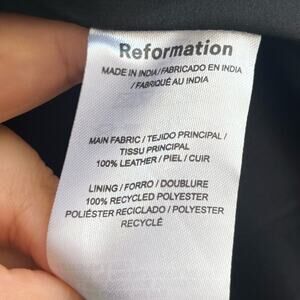 Reformation
MADE IN INDIA/FABRICADO EN INDIA
/ FABRIQUÉ AU INDIA
MAIN FABRIC / TEJIDO PRINCIPAL /
TISSU PRINCIPAL
100% LEATHER / PIEL / CUIR
LINING / FORRO / DOUBLURE
100% RECYCLED POLYESTER
POLIÉSTER RECICLADO / POLYESTER
RECYCLÉ